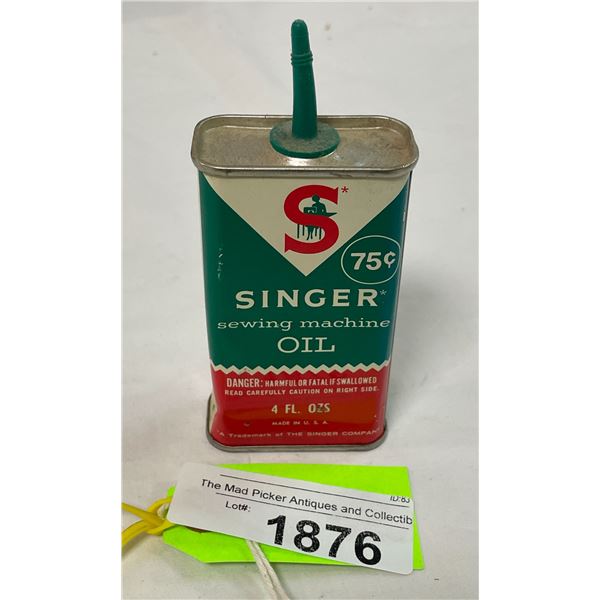 S*
75¢
SINGER*
sewing machine
OIL
DANGER: HARMFUL OR FATAL IF SWALLOWED
READ CAREFULLY CAUTION ON RIGHT SIDE.
4 FL. OZS
MADE IN U. S. A.
*A Trademark of THE SINGER COMPANY
The Mad Picker Antiques and Collectib
Lot#:
1876